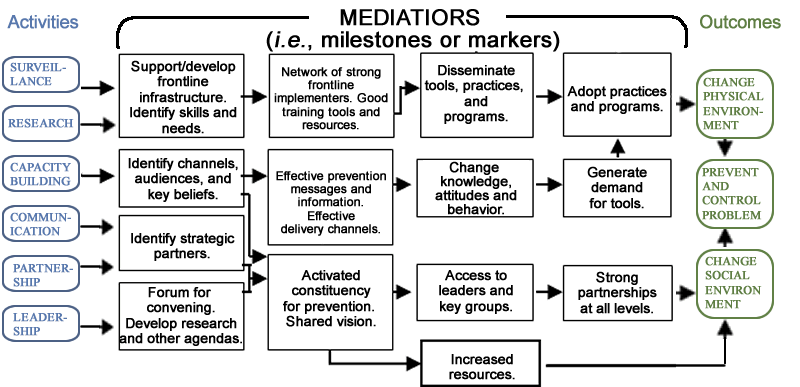 Activities
MEDIATIORS
(i.e., milestones or markers)
Outcomes
SURVEIL-
LANCE
RESEARCH
CAPACITY
BUILDING
COMMUN-
ICATION
PARTNER-
SHIP
LEADER-
SHIP
Support/develop
frontline
infrastructure.
Identify skills and
needs.
Network of strong
frontline
implementers. Good
training tools and
resources.
Disseminate
tools, practices,
and
programs.
Adopt practices
and programs.
Identify channels,
audiences, and
key beliefs.
Effective prevention
messages and
information.
Effective
delivery channels.
Change
knowledge,
attitudes and
behavior.
Generate
demand
for tools.
Identify strategic
partners.
Forum for
convening.
Develop research
and other agendas.
Activated
constituency
for prevention.
Shared vision.
Access to
leaders and
key groups.
Strong
partnerships
at all levels.
Increased
resources.
CHANGE
PHYSICAL
ENVIRON-
MENT
PREVENT
AND
CONTROL
PROBLEM
CHANGE
SOCIAL
ENVIRON
MENT